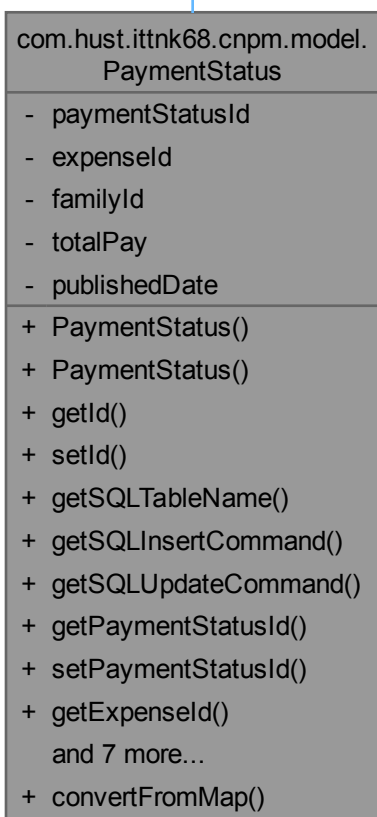 com.hust.ittnk68.cnpm.model.
PaymentStatus
- paymentStatusId
- expenseId
- familyId
- totalPay
- publishedDate
+ PaymentStatus()
+ PaymentStatus()
+ getId()
+ setId()
+ getSQLTableName()
+ getSQLInsertCommand()
+ getSQLUpdateCommand()
+ getPaymentStatusId()
+ setPaymentStatusId()
+ getExpenseId()
and 7 more...
+ convertFromMap()